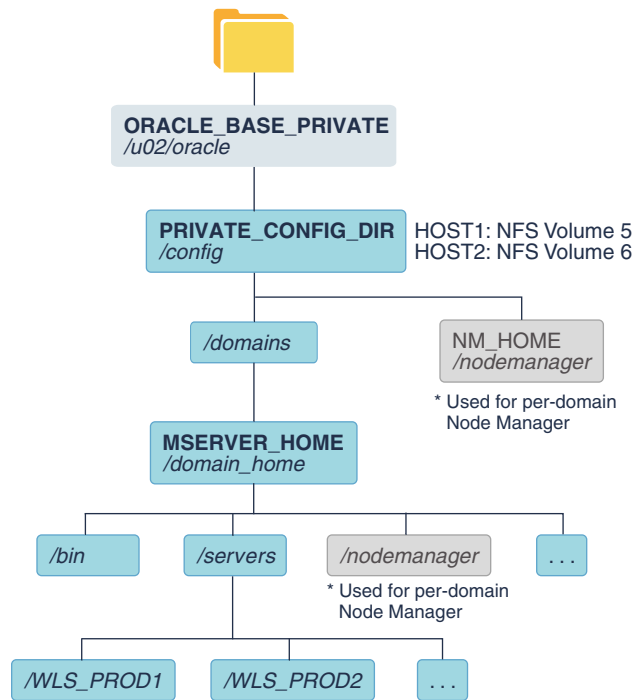 ORACLE_BASE_PRIVATE
/u02/oracle
PRIVATE_CONFIG_DIR
/config
HOST1: NFS Volume 5
HOST2: NFS Volume 6
/domains
NM_HOME
/nodemanager
* Used for per-domain
Node Manager
MSERVER_HOME
/domain_home
/bin
/servers
/nodemanager
. . .
* Used for per-domain
Node Manager
/WLS_PROD1
/WLS_PROD2
. . .